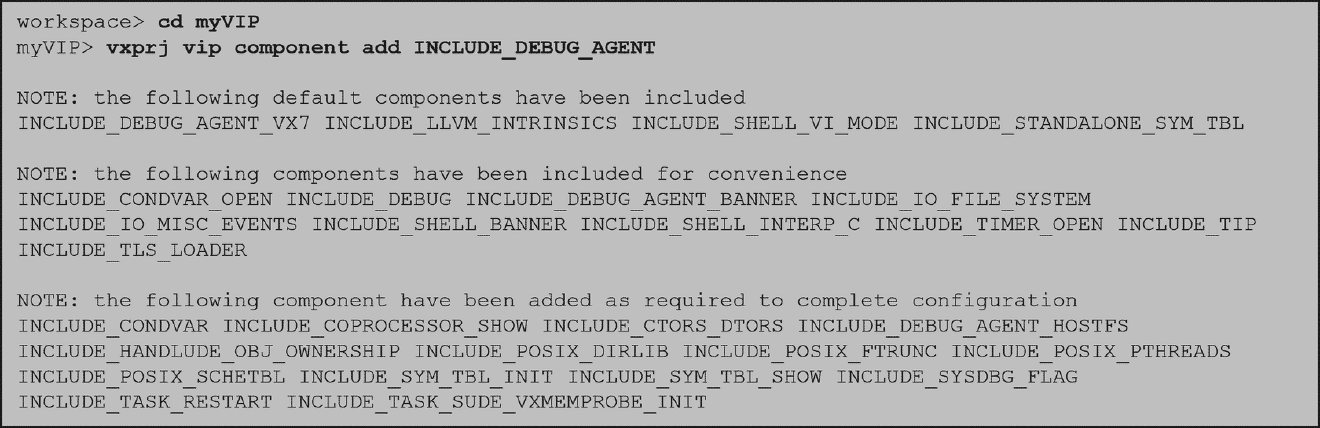 workspace> cd myVIP
myVIP> vxprj vip component add INCLUDE_DEBUG_AGENT
NOTE: the following default components have been included
INCLUDE_DEBUG_AGENT_VX7 INCLUDE_LLVM_INTRINSICS INCLUDE_SHELL_VI_MODE INCLUDE_STANDALONE_SYM_TBL
NOTE: the following components have been included for convenience
INCLUDE_CONDVAR_OPEN INCLUDE_DEBUG INCLUDE_DEBUG_AGENT_BANNER INCLUDE_IO_FILE_SYSTEM
INCLUDE_IO_MISC_EVENTS INCLUDE_SHELL_BANNER INCLUDE_SHELL_INTERP_C INCLUDE_TIMER_OPEN INCLUDE_TIP
INCLUDE_TLS_LOADER
NOTE: the following component have been added as required to complete configuration
INCLUDE_CONDVAR INCLUDE_COPROCESSOR_SHOW INCLUDE_CTORS_DTORS INCLUDE_DEBUG_AGENT_HOSTFS
INCLUDE_HANDLUDE_OBJ_OWNERSHIP INCLUDE_POSIX_DIRLIB INCLUDE_POSIX_FTRUNC INCLUDE_POSIX_PTHREADS
INCLUDE_POSIX_SCHETBL INCLUDE_SYM_TBL_INIT INCLUDE_SYM_TBL_SHOW INCLUDE_SYSDBG_FLAG
INCLUDE_TASK_RESTART INCLUDE_TASK_SUDE_VXMEMPROBE_INIT